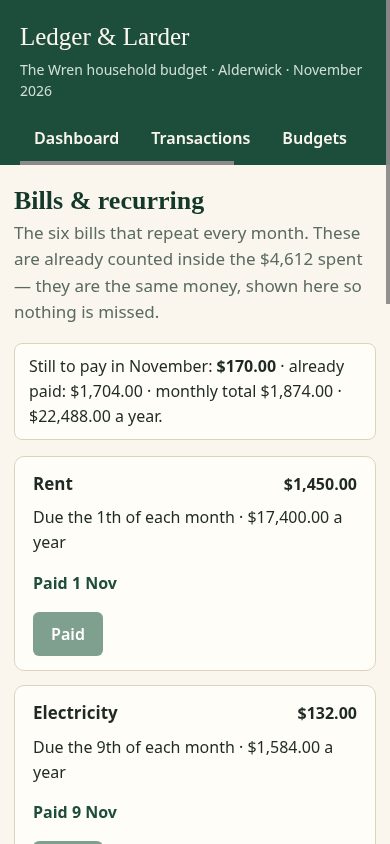 Ledger & Larder
The Wren household budget · Alderwick · November
2026
Dashboard Transactions Budgets
Bills & recurring
The six bills that repeat every month. These
are already counted inside the $4,612 spent
— they are the same money, shown here so
nothing is missed.
Still to pay in November: $170.00 · already
paid: $1,704.00 · monthly total $1,874.00 ·
$22,488.00 a year.
Rent $1,450.00
Due the 1th of each month · $17,400.00 a
year
Paid 1 Nov
Paid
Electricity $132.00
Due the 9th of each month · $1,584.00 a
year
Paid 9 Nov